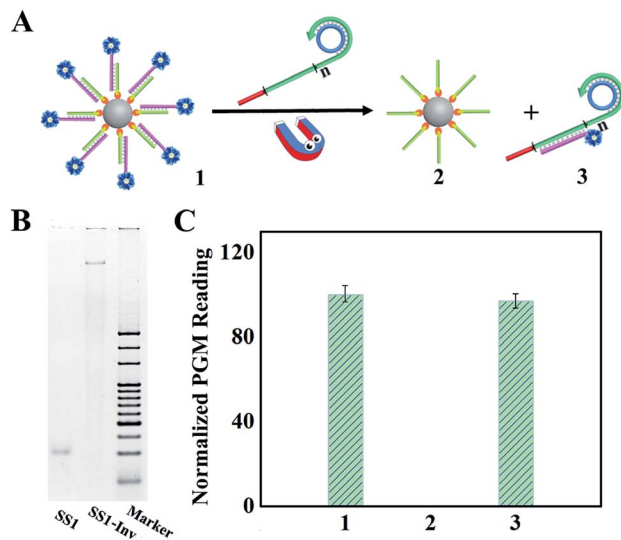 A
n
n
1
2
+
3
B
SS1
SS1-Inv
Marker
C
Normalized PGM Reading
120
80
40
0
1
2
3